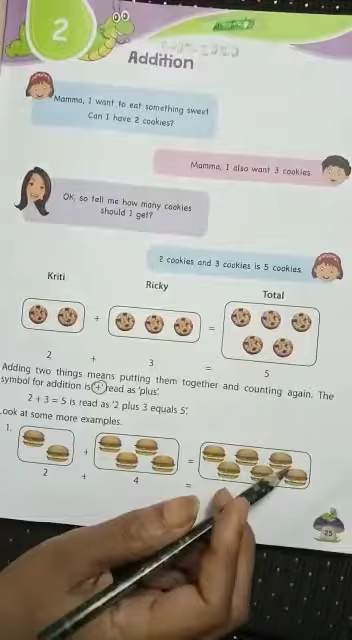 2
Addition
Mamma, I want to eat something sweet
Can I have 2 cookies?
Mamma, I also want 3 cookies.
OK, so tell me how many cookies
should I get?
2 cookies and 3 cookies is 5 cookies.
Kriti Ricky Total
+ =
2 + 3 = 5
Adding two things means putting them together and counting again. The
symbol for addition is + read as 'plus'.
2 + 3 = 5 is read as '2 plus 3 equals 5'.
Look at some more examples.
1. + =
2 + 4 =
25